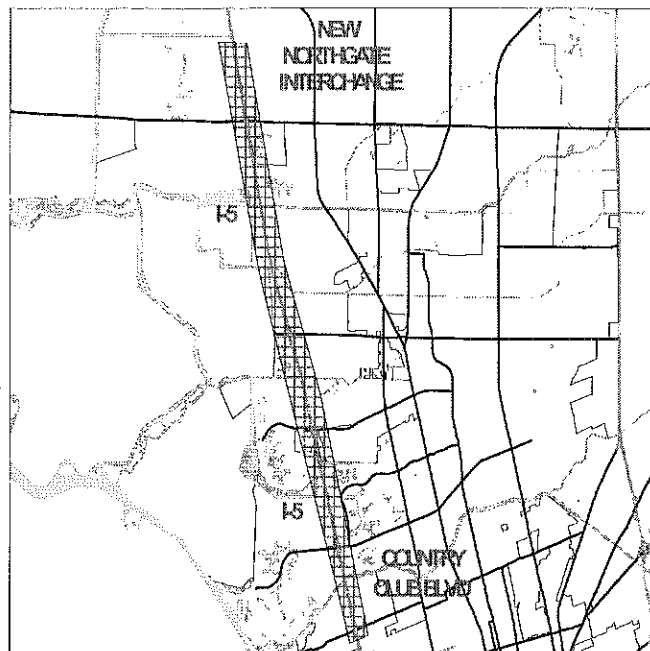 NEW
NORTHGATE
INTERCHANGE
I-5
I-5
COUNTRY
CLUB BLVD